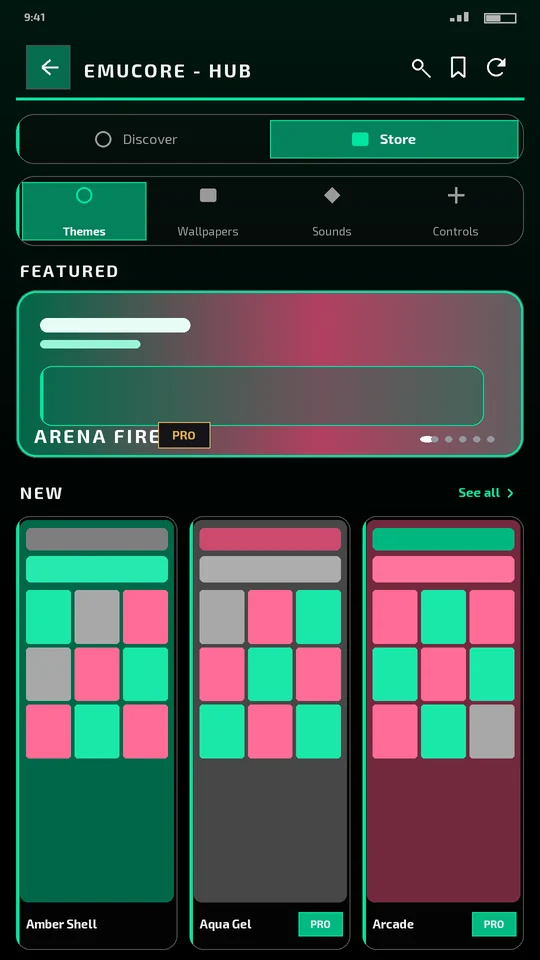 9:41
EMUCORE - HUB
Discover
Store
Themes
Wallpapers
Sounds
Controls
FEATURED
ARENA FIRE
PRO
NEW
See all
Amber Shell
Aqua Gel
PRO
Arcade
PRO